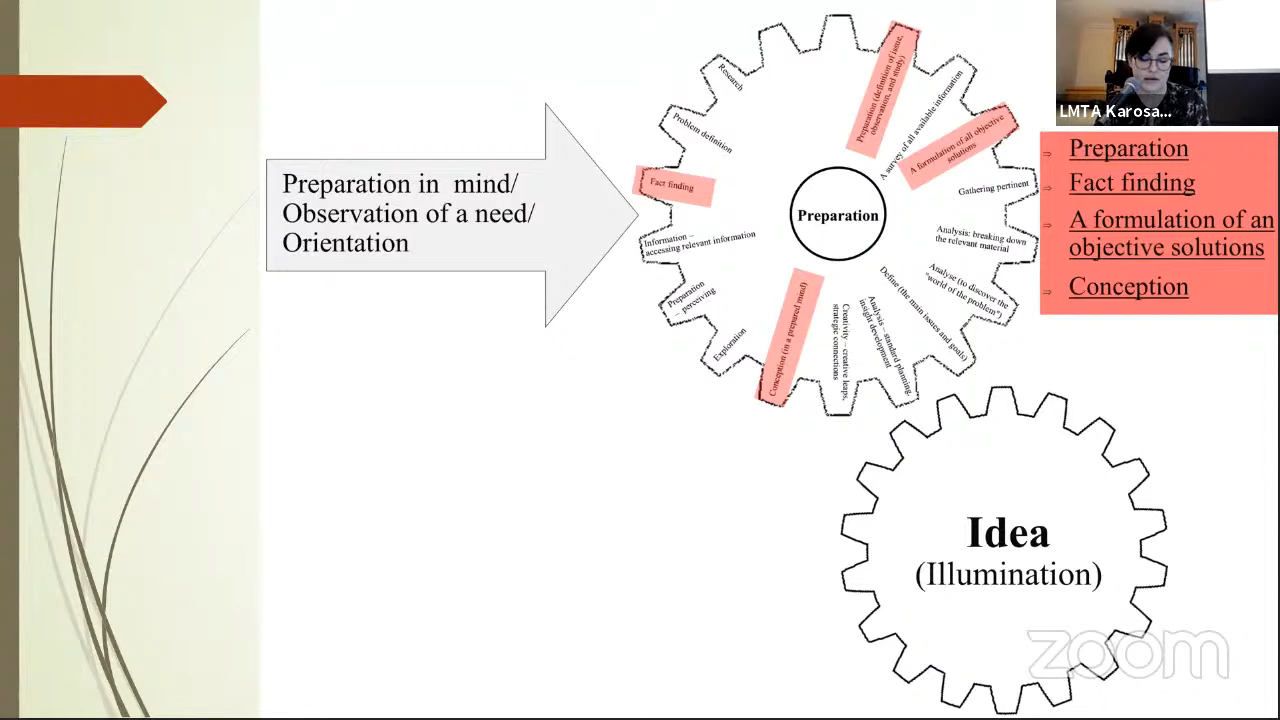 Preparation in mind/
Observation of a need/
Orientation
Preparation
Preparation (definition of issue,
observation, and study)
A survey of all available information
A formulation of all objective
solutions
Gathering pertinent
Analysis: breaking down
the relevant material
Analyse (to discover the
"world of the problem")
Define (the main issues and goals)
Analysis – standard planning,
insight development
Creativity – creative leaps,
strategic connections
Conception (in a prepared mind)
Exploration
Preparation
– perceiving
Information –
accessing relevant information
Fact finding
Problem definition
Research
LMTA Karosa...
⇒ Preparation
⇒ Fact finding
⇒ A formulation of an
objective solutions
⇒ Conception
Idea
(Illumination)
zoom